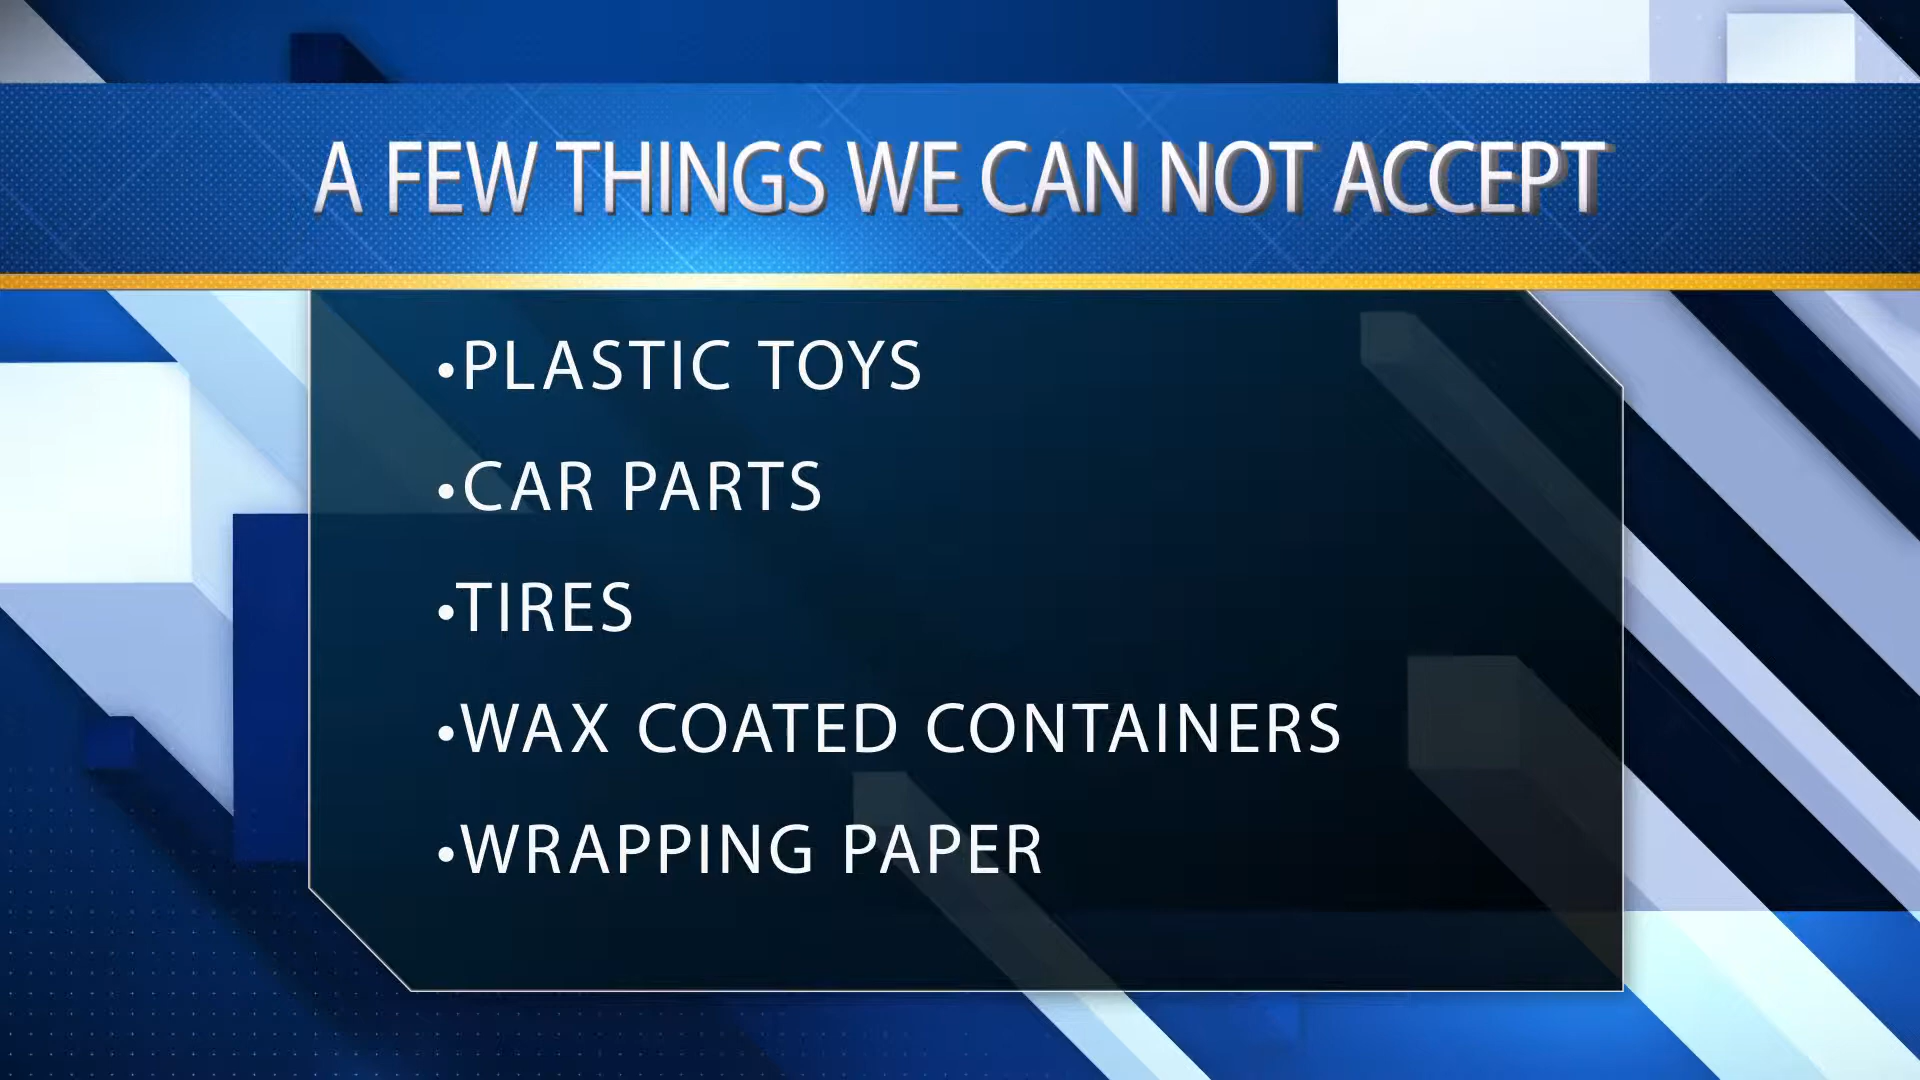 A FEW THINGS WE CAN NOT ACCEPT
•PLASTIC TOYS
•CAR PARTS
•TIRES
•WAX COATED CONTAINERS
•WRAPPING PAPER